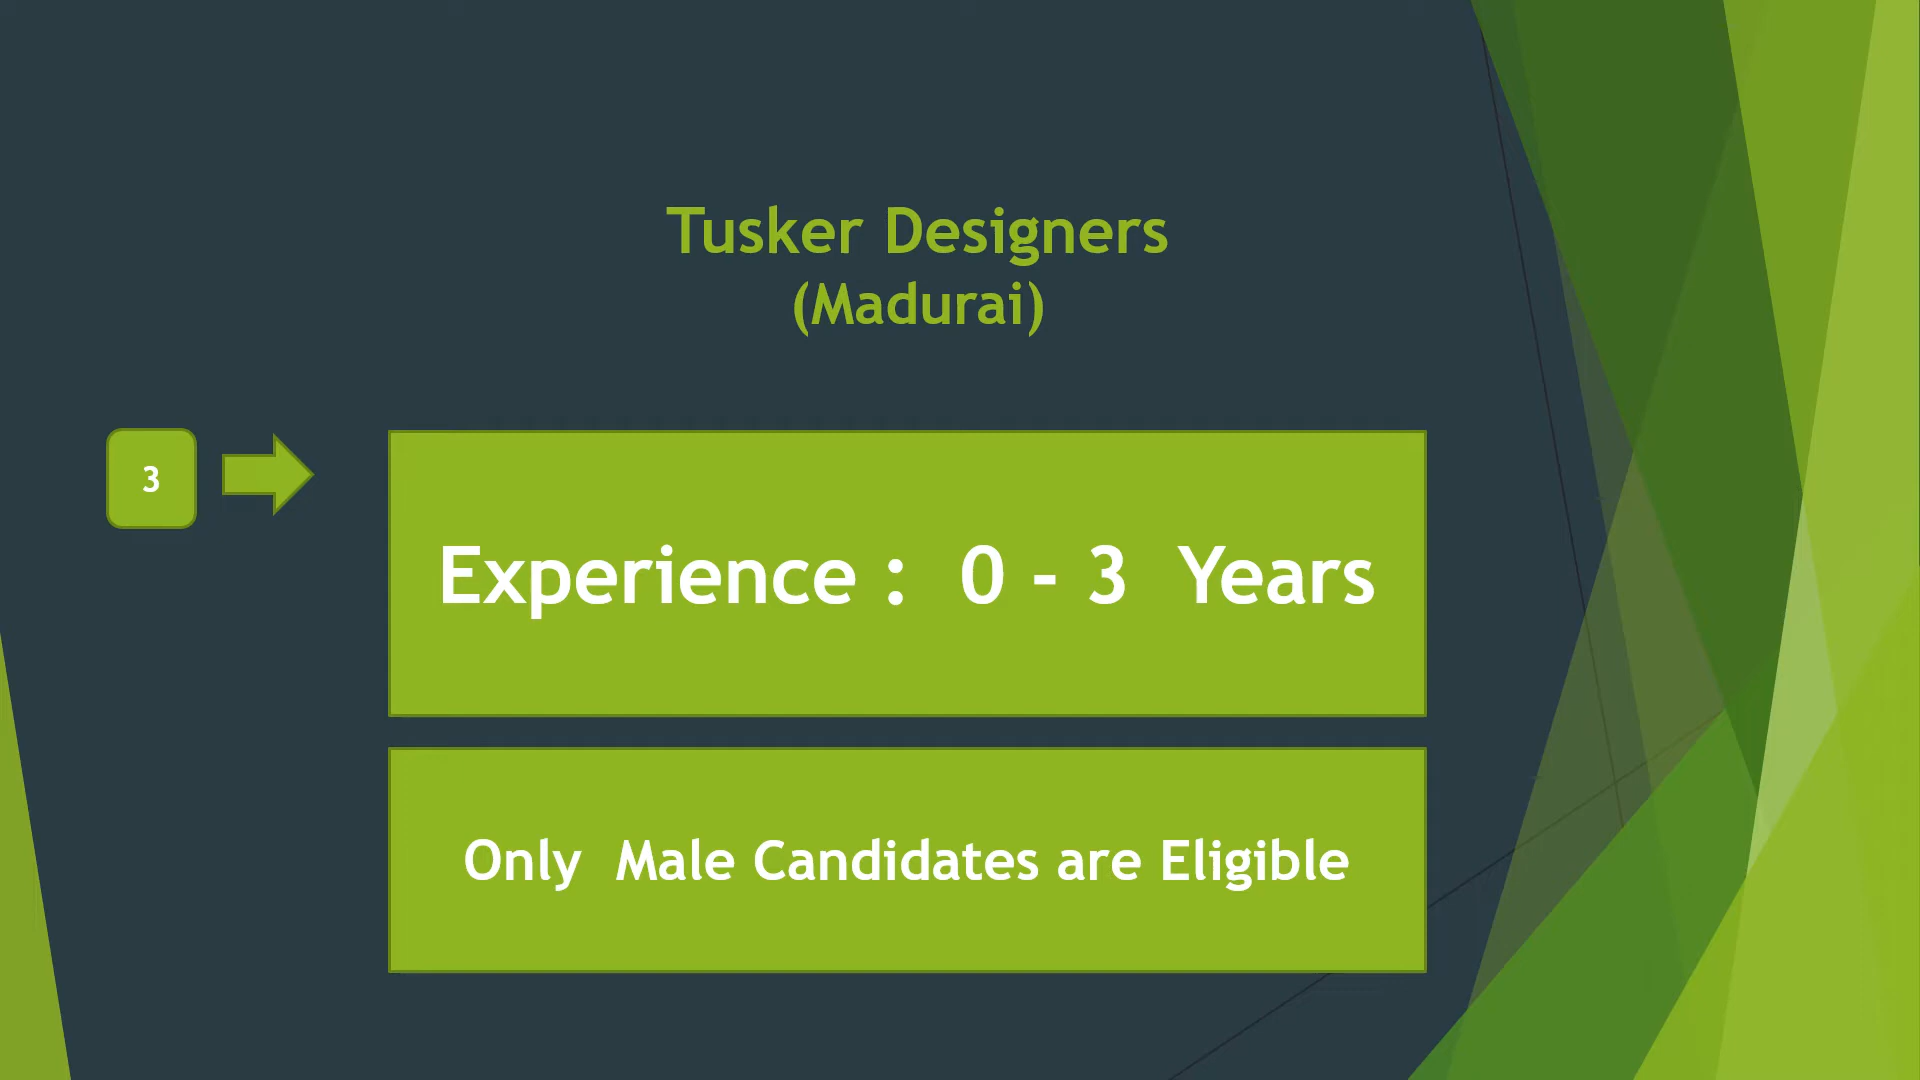 Tusker Designers
(Madurai)
3
Experience : 0 - 3 Years
Only Male Candidates are Eligible